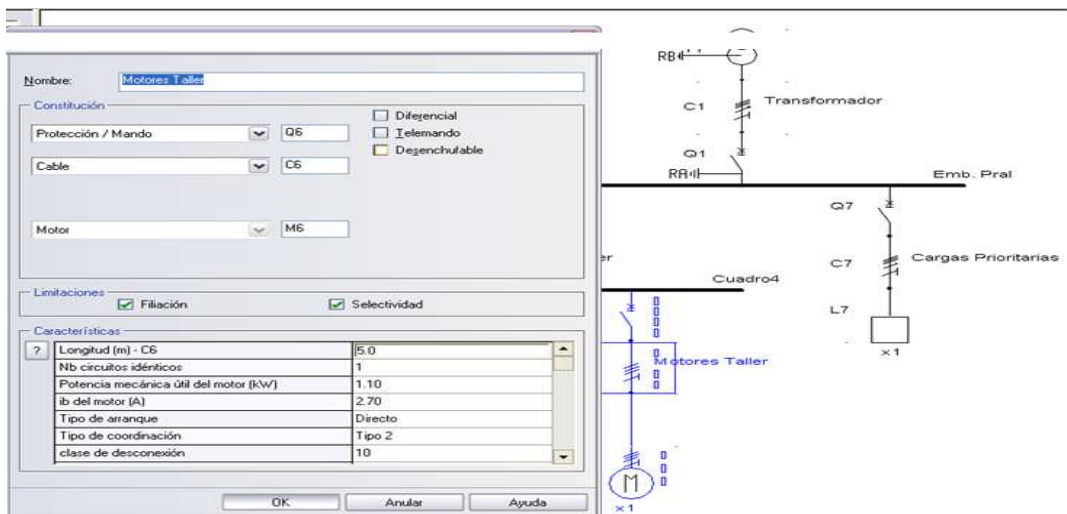 Nombre: Motores Taller
Constitución
Protección / Mando Q6
Cable C6
Motor M6
Diferencial
Telemando
Desenchufable
Limitaciones
Filiación Selectividad
Características
? Longitud (m) - C6 5.0
Nb circuitos idénticos 1
Potencia mecánica útil del motor (kW) 1.10
ib del motor (A) 2.70
Tipo de arranque Directo
Tipo de coordinación Tipo 2
clase de desconexión 10
OK Anular Ayuda
RB
C1 Transformador
Q1
RA
Emb. Pral
Q7
C7 Cargas Prioritarias
er
Cuadro4
L7
x1
Motores Taller
M
x1